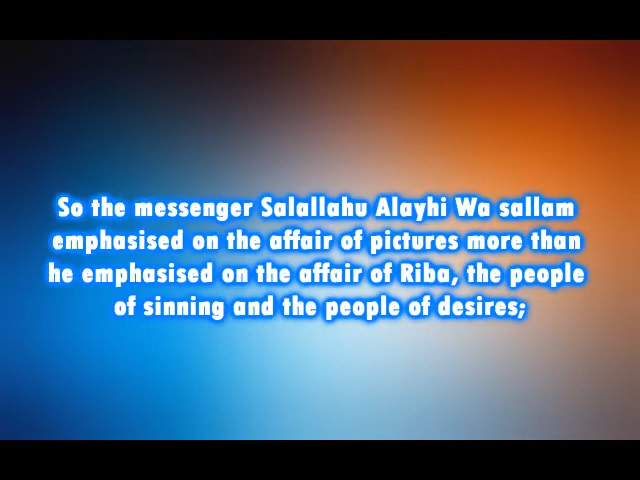 So the messenger Salallahu Alayhi Wa sallam
emphasised on the affair of pictures more than
he emphasised on the affair of Riba, the people
of sinning and the people of desires;